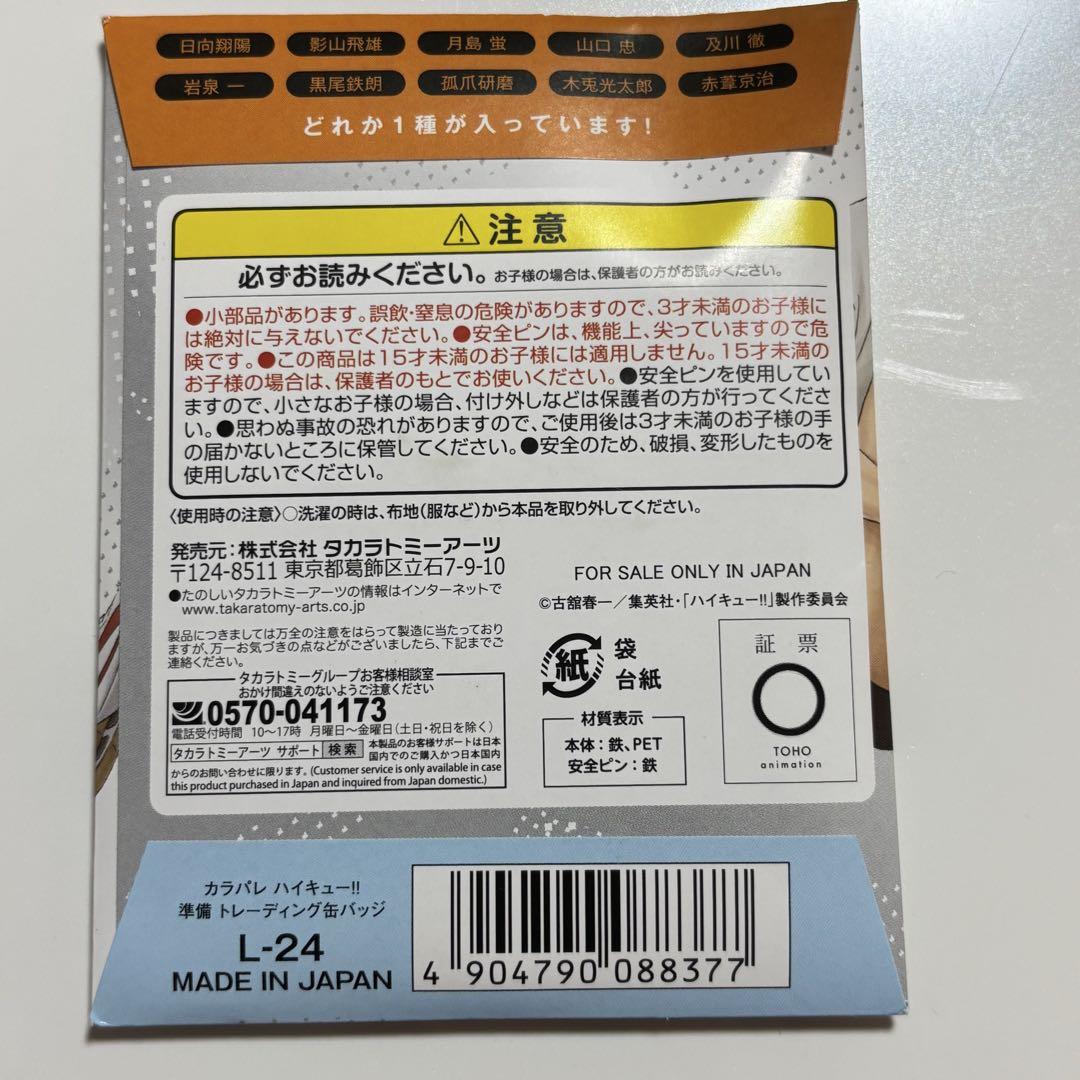 日向翔陽 影山飛雄 月島 蛍 山口 忠 及川 徹
岩泉 一 黒尾鉄朗 孤爪研磨 木兎光太郎 赤葦京治
どれか1種が入っています!
⚠注意
必ずお読みください。お子様の場合は、保護者の方がお読みください。
●小部品があります。誤飲・窒息の危険がありますので、3才未満のお子様に
は絶対に与えないでください。●安全ピンは、機能上、尖っていますので危
険です。●この商品は15才未満のお子様には適用しません。15才未満の
お子様の場合は、保護者のもとでお使いください。●安全ピンを使用してい
ますので、小さなお子様の場合、付け外しなどは保護者の方が行ってくださ
い。●思わぬ事故の恐れがありますので、ご使用後は3才未満のお子様の手
の届かないところに保管してください。●安全のため、破損、変形したものを
使用しないでください。
〈使用時の注意〉○洗濯の時は、布地(服など)から本品を取り外してください。
発売元:株式会社 タカラトミーアーツ
〒124-8511 東京都葛飾区立石7-9-10
●たのしいタカラトミーアーツの情報はインターネットで
www.takaratomy-arts.co.jp
製品につきましては万全の注意をはらって製造に当たっており
ますが、万一お気づきの点などがございましたら、下記までご
連絡ください。
タカラトミーグループお客様相談室
おかけ間違えのないようご注意ください
0570-041173
電話受付時間 10〜17時 月曜日〜金曜日(土日・祝日を除く)
タカラトミーアーツ サポート 検索 本製品のお客様サポートは日本
国内でのご購入かつ日本国内
からのお問い合わせに限ります。(Customer service is only available in case
this product purchased in Japan and inquired from Japan domestic.)
FOR SALE ONLY IN JAPAN
©古舘春一/集英社・「ハイキュー!!」製作委員会
紙 袋
台紙
材質表示
本体:鉄、PET
安全ピン:鉄
証 票
TOHO
animation
カラパレ ハイキュー!!
準備 トレーディング缶バッジ
L-24
MADE IN JAPAN
4 904790 088377